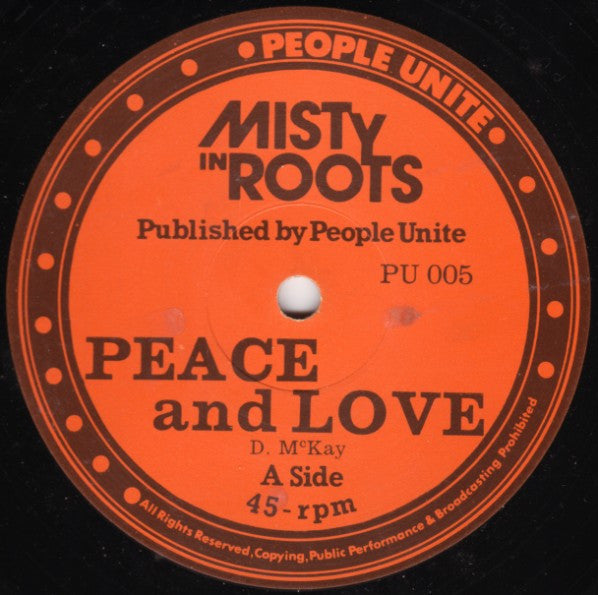 PEOPLE UNITE
MISTY
IN ROOTS
Published by People Unite
PU 005
PEACE
and LOVE
D. McKay
A Side
45-rpm
All Rights Reserved, Copying, Public Performance & Broadcasting Prohibited